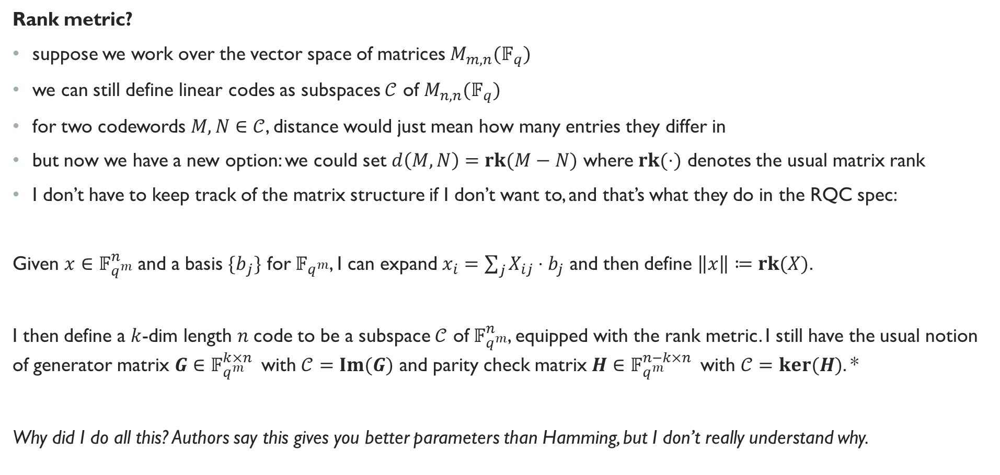 Rank metric?
• suppose we work over the vector space of matrices $M_{m,n}(\mathbb{F}_q)$
• we can still define linear codes as subspaces $\mathcal{C}$ of $M_{n,n}(\mathbb{F}_q)$
• for two codewords $M, N \in \mathcal{C}$, distance would just mean how many entries they differ in
• but now we have a new option: we could set $d(M, N) = \mathbf{rk}(M - N)$ where $\mathbf{rk}(\cdot)$ denotes the usual matrix rank
• I don't have to keep track of the matrix structure if I don't want to, and that's what they do in the RQC spec:
Given $x \in \mathbb{F}_{q^m}^n$ and a basis $\{b_j\}$ for $\mathbb{F}_{q^m}$, I can expand $x_i = \sum_j X_{ij} \cdot b_j$ and then define $\|x\| := \mathbf{rk}(X)$.
I then define a $k$-dim length $n$ code to be a subspace $\mathcal{C}$ of $\mathbb{F}_{q^m}^n$, equipped with the rank metric. I still have the usual notion
of generator matrix $\boldsymbol{G} \in \mathbb{F}_{q^m}^{k \times n}$ with $\mathcal{C} = \mathbf{Im}(\boldsymbol{G})$ and parity check matrix $\boldsymbol{H} \in \mathbb{F}_{q^m}^{n-k \times n}$ with $\mathcal{C} = \mathbf{ker}(\boldsymbol{H})$.*
Why did I do all this? Authors say this gives you better parameters than Hamming, but I don't really understand why.